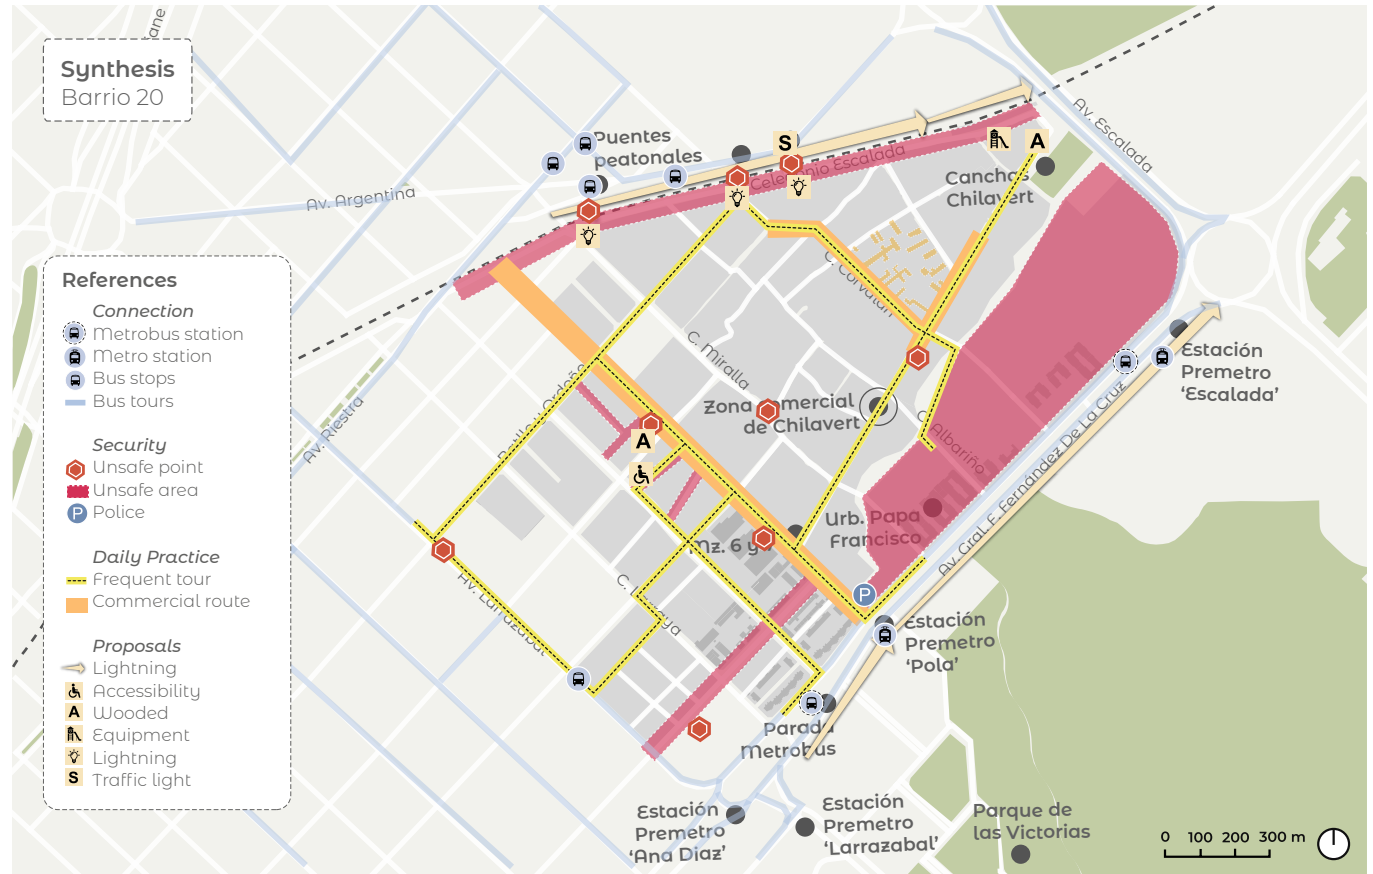 Synthesis
Barrio 20
References
Connection
Metrobus station
Metro station
Bus stops
Bus tours
Security
Unsafe point
Unsafe area
P
Police
Daily Practice
Frequent tour
Commercial route
Proposals
Lightning
Accessibility
A
Wooded
Equipment
Lightning
S
Traffic light
Av. Escalada
Puentes
peatonales
S
A
Celedonio Escalada
Av. Argentina
Canchas
Chilavert
C. Corvalán
C. Miralla
Estación
Premetro
‘Escalada’
Av. Riestra
Zona comercial
de Chilavert
A
C. Albariño
Av. Gral. F. Fernández De La Cruz
Urb. Papa
Francisco
Mz. 6 y
Av. Larrazabal
P
Estación
Premetro
‘Pola’
Parada
Metrobus
Estación
Premetro
‘Ana Diaz’
Estación
Premetro
‘Larrazabal’
Parque de
las Victorias
0 100 200 300 m